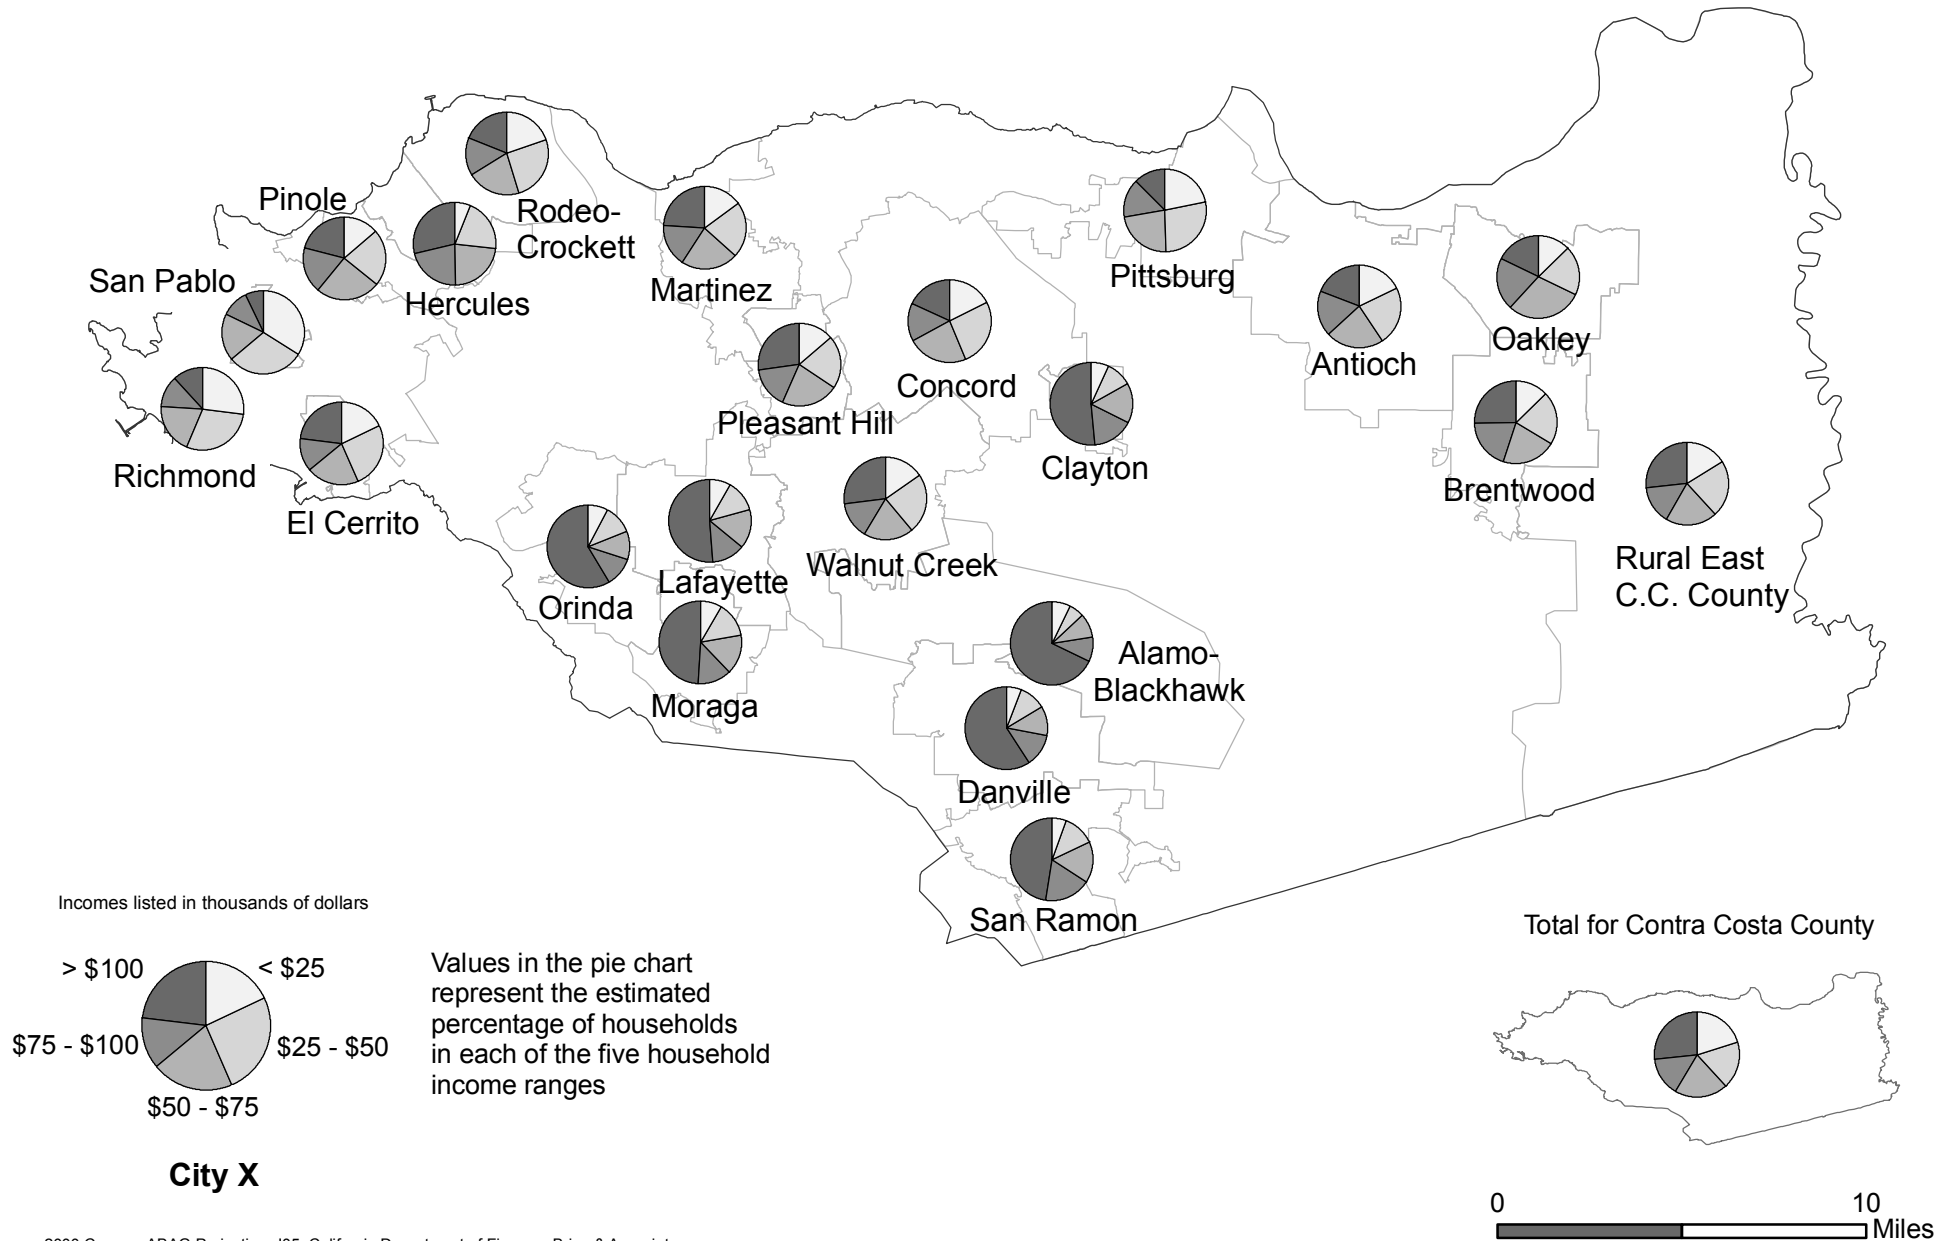 Pinole
Rodeo-
Crockett
San Pablo
Hercules
Martinez
Pittsburg
Oakley
Antioch
Concord
Pleasant Hill
Clayton
Brentwood
Richmond
El Cerrito
Walnut Creek
Rural East
C.C. County
Lafayette
Orinda
Moraga
Alamo-
Blackhawk
Danville
San Ramon
Incomes listed in thousands of dollars
> $100
< $25
$75 - $100
$25 - $50
$50 - $75
City X
Values in the pie chart
represent the estimated
percentage of households
in each of the five household
income ranges
Total for Contra Costa County
0 10
Miles